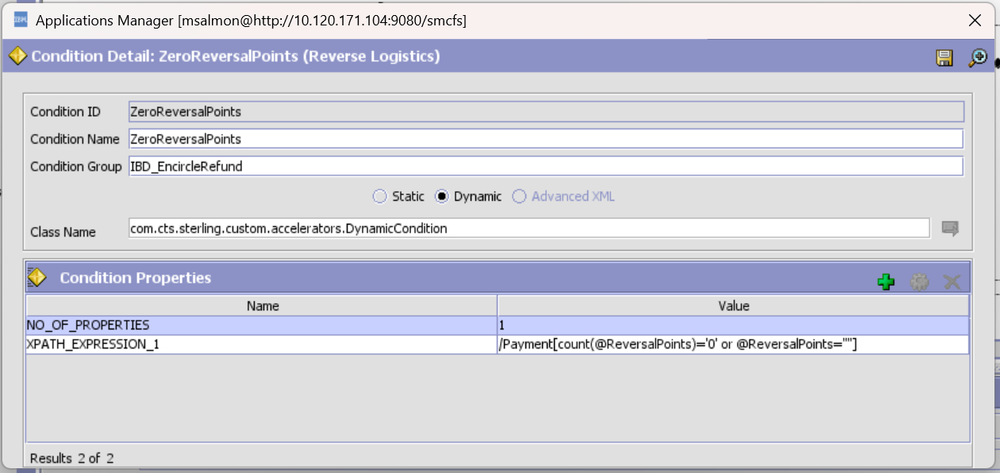 IBM
Applications Manager [msalmon@http://10.120.171.104:9080/smcfs]
Condition Detail: ZeroReversalPoints (Reverse Logistics)
Condition ID ZeroReversalPoints
Condition Name ZeroReversalPoints
Condition Group IBD_EncircleRefund
Static Dynamic Advanced XML
Class Name com.cts.sterling.custom.accelerators.DynamicCondition
Condition Properties
Name Value
NO_OF_PROPERTIES 1
XPATH_EXPRESSION_1 /Payment[count(@ReversalPoints)='0' or @ReversalPoints=""]
Results 2 of 2